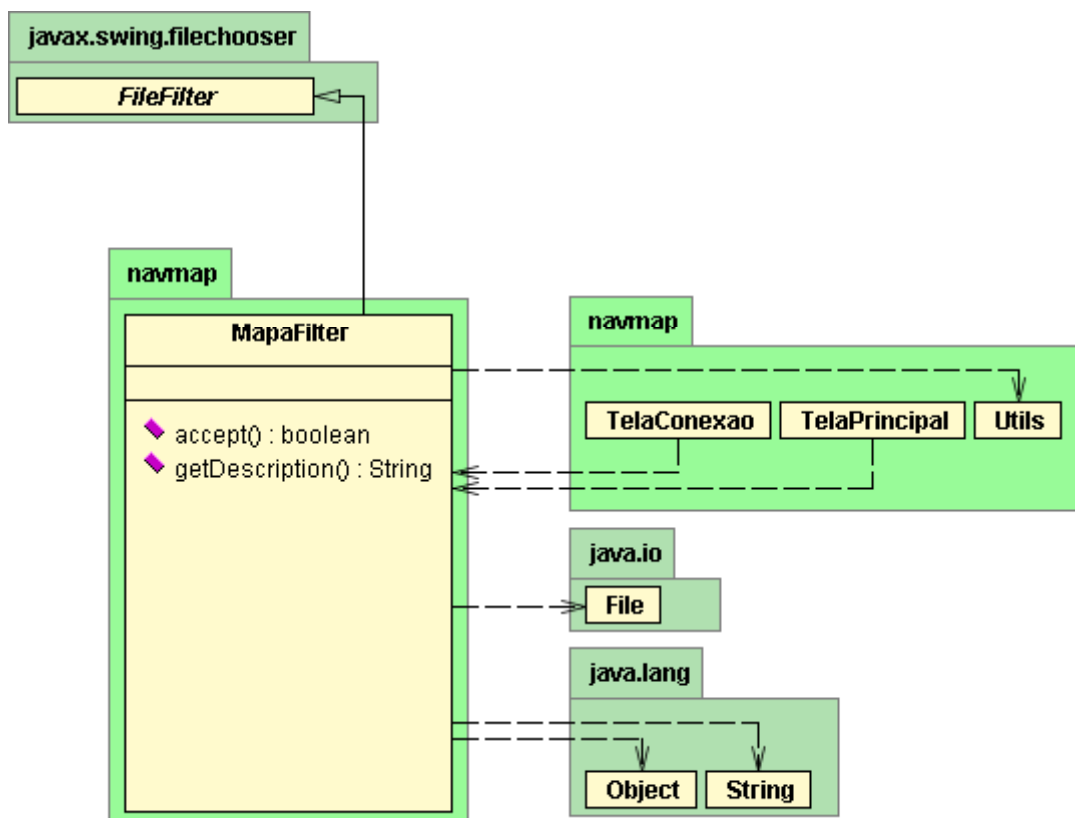 javax.swing.filechooser
FileFilter
navmap
MapaFilter
accept() : boolean
getDescription() : String
navmap
TelaConexao
TelaPrincipal
Utils
java.io
File
java.lang
Object
String